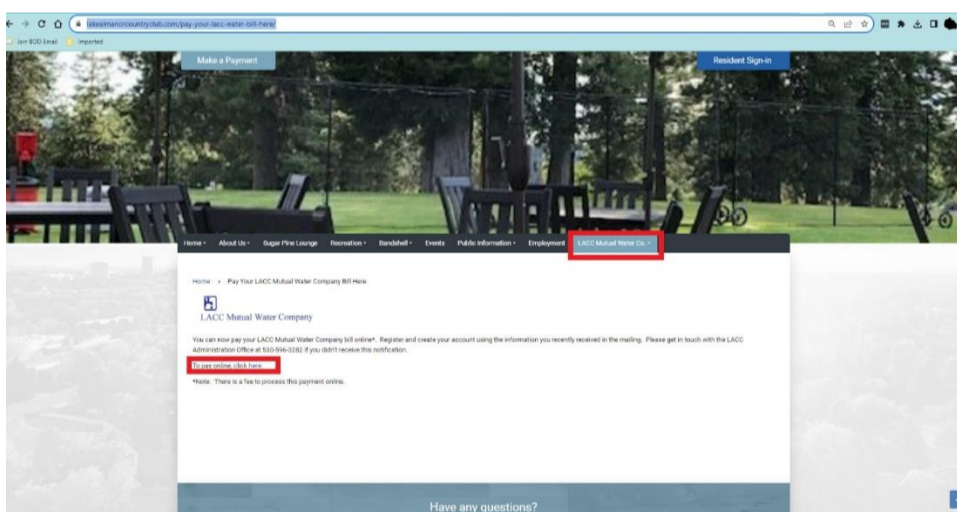 lakealmanorcountryclub.com/pay-your-lacc-water-bill-here/
BOD Email Imported
Make a Payment
Resident Sign-in
Home About Us Sugar Pine Lounge Recreation Bandshell Events Public Information Employment LACC Mutual Water Co.
Home › Pay Your LACC Mutual Water Company Bill Here
LACC Mutual Water Company
You can now pay your LACC Mutual Water Company bill online*. Register and create your account using the information you recently received in the mailing. Please get in touch with the LACC
Administration Office at 530-596-3282 if you didn't receive this notification.
To pay online, click here.
*Note: There is a fee to process this payment online.
Have any questions?